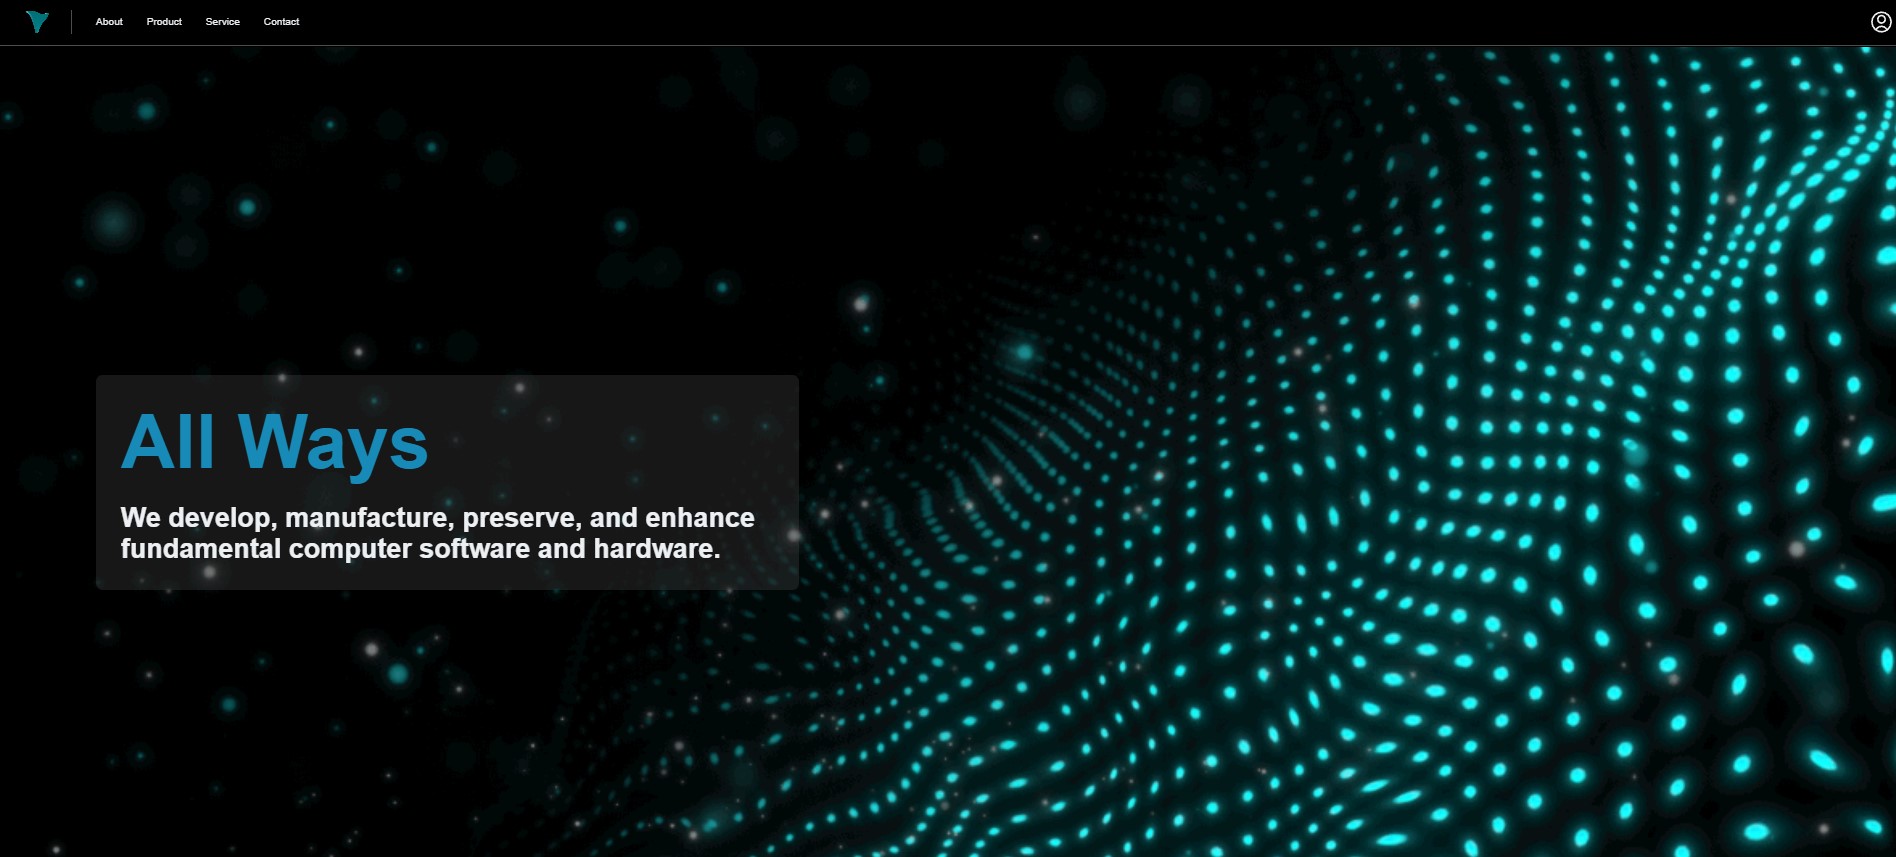 About Product Service Contact
All Ways
We develop, manufacture, preserve, and enhance
fundamental computer software and hardware.